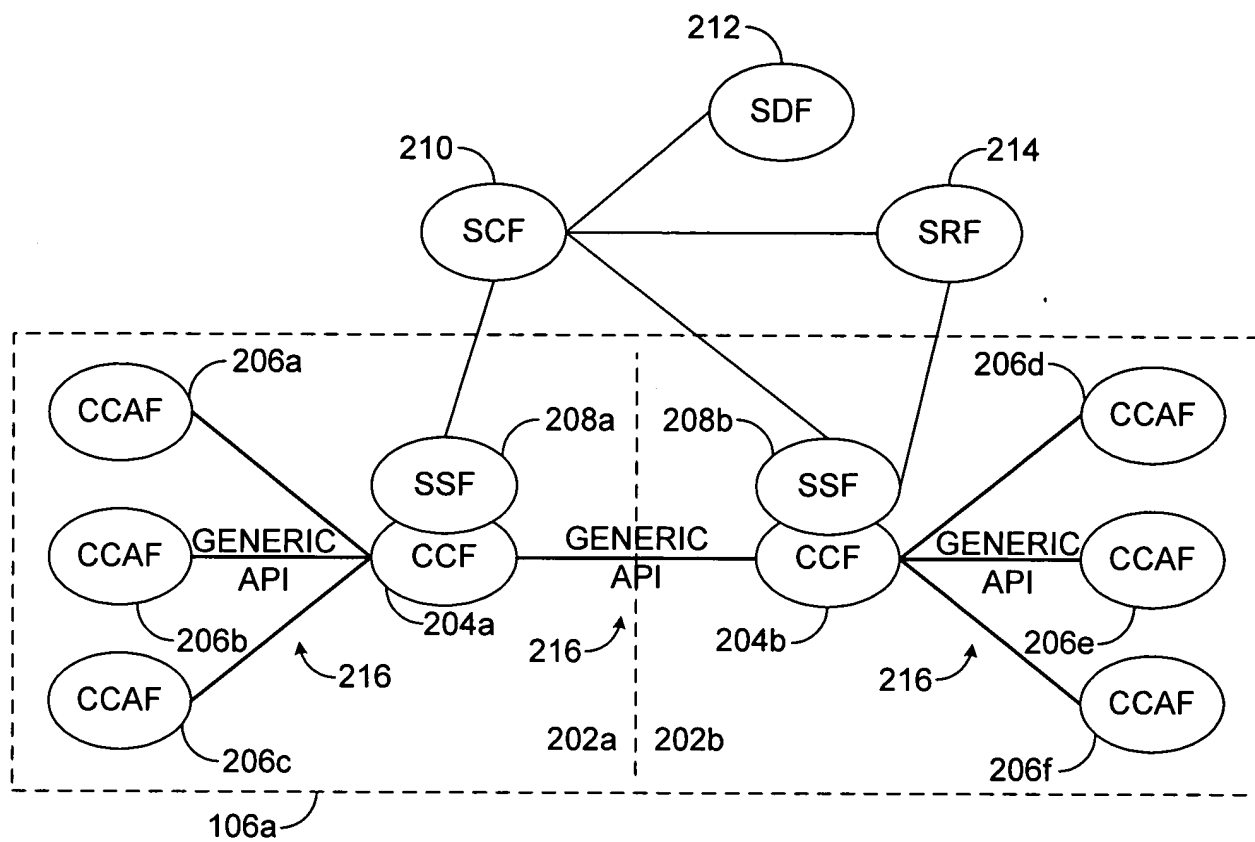 212
SDF
210
214
SCF
SRF
206a
206d
CCAF
CCAF
208a
208b
SSF
SSF
CCAF
GENERIC
API
CCF
GENERIC
API
CCF
GENERIC
API
CCAF
204a
204b
206b
216
216
216
206e
CCAF
CCAF
202a
202b
206c
206f
106a